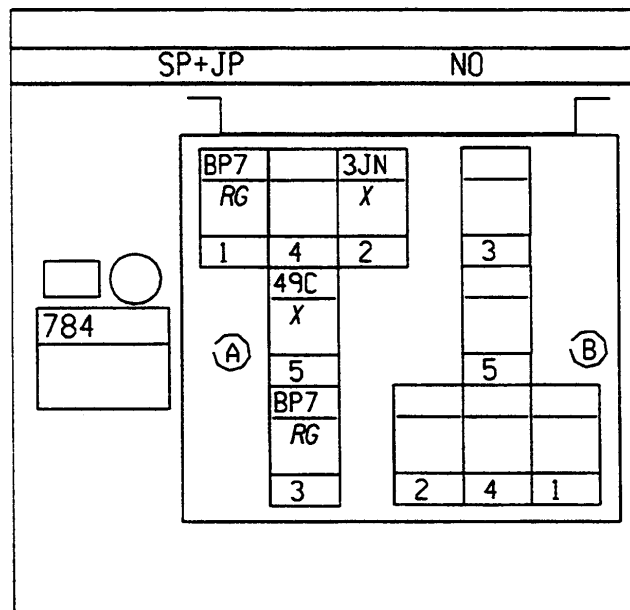 SP+JP NO
BP7 3JN
RG X
1 4 2 3
49C
X
784
A B
5 5
BP7
RG
3 2 4 1